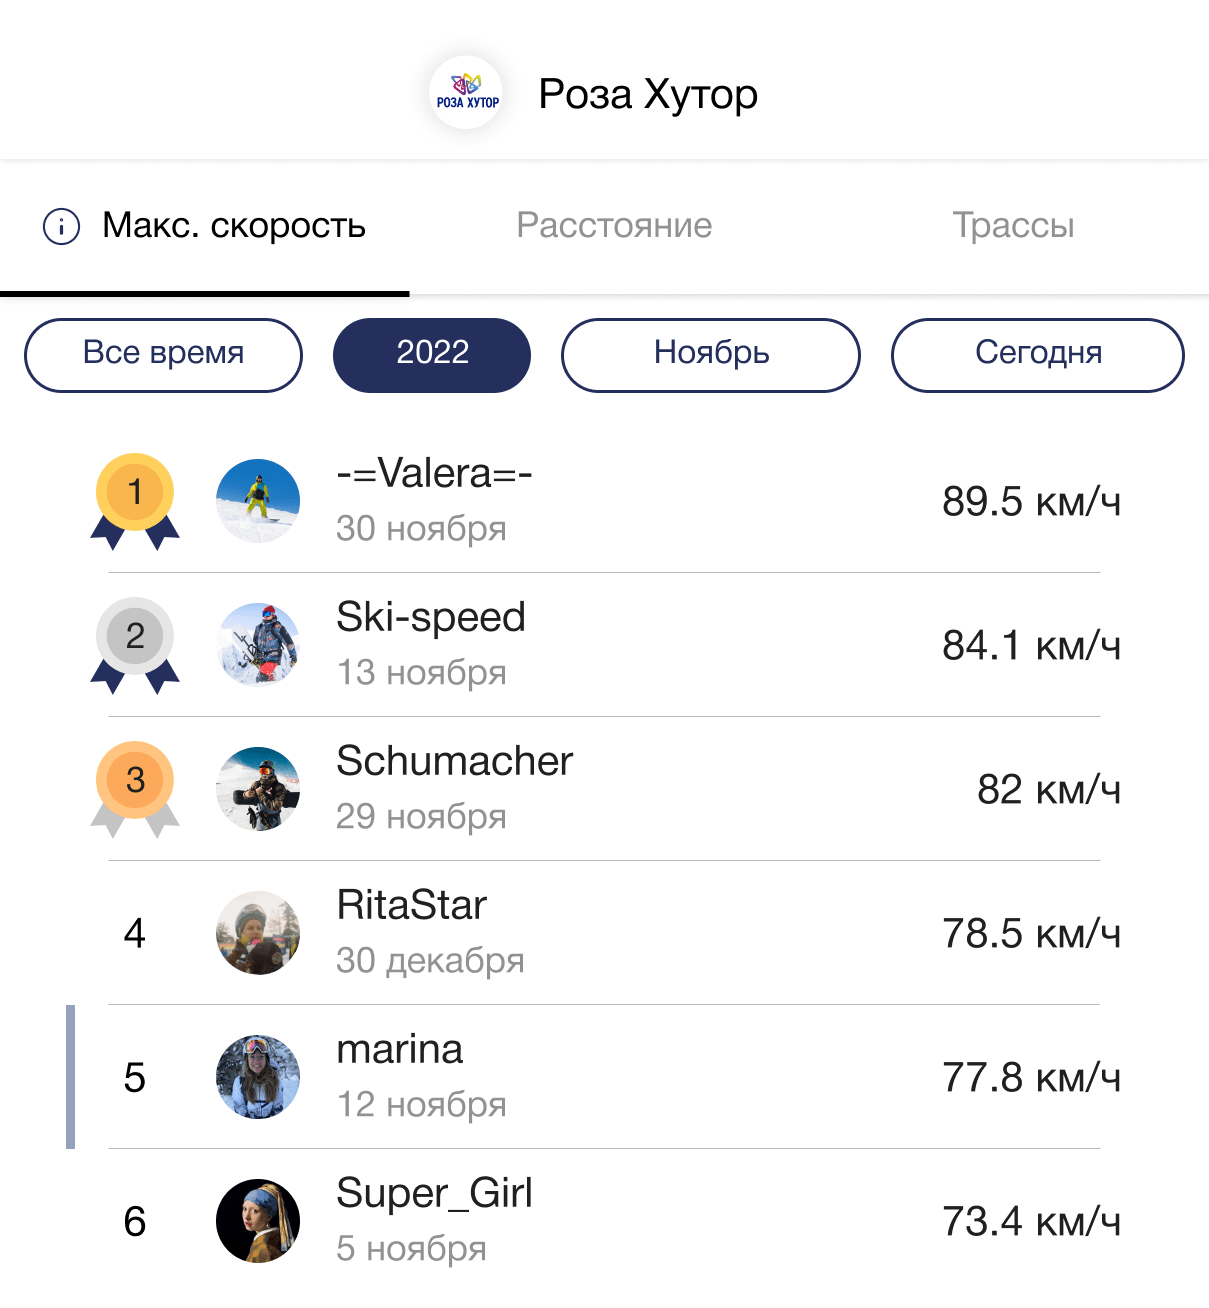 РОЗА ХУТОР
Роза Хутор
i Макс. скорость Расстояние Трассы
Все время 2022 Ноябрь Сегодня
1 -=Valera=- 89.5 км/ч
30 ноября
2 Ski-speed 84.1 км/ч
13 ноября
3 Schumacher 82 км/ч
29 ноября
4 RitaStar 78.5 км/ч
30 декабря
5 marina 77.8 км/ч
12 ноября
6 Super_Girl 73.4 км/ч
5 ноября